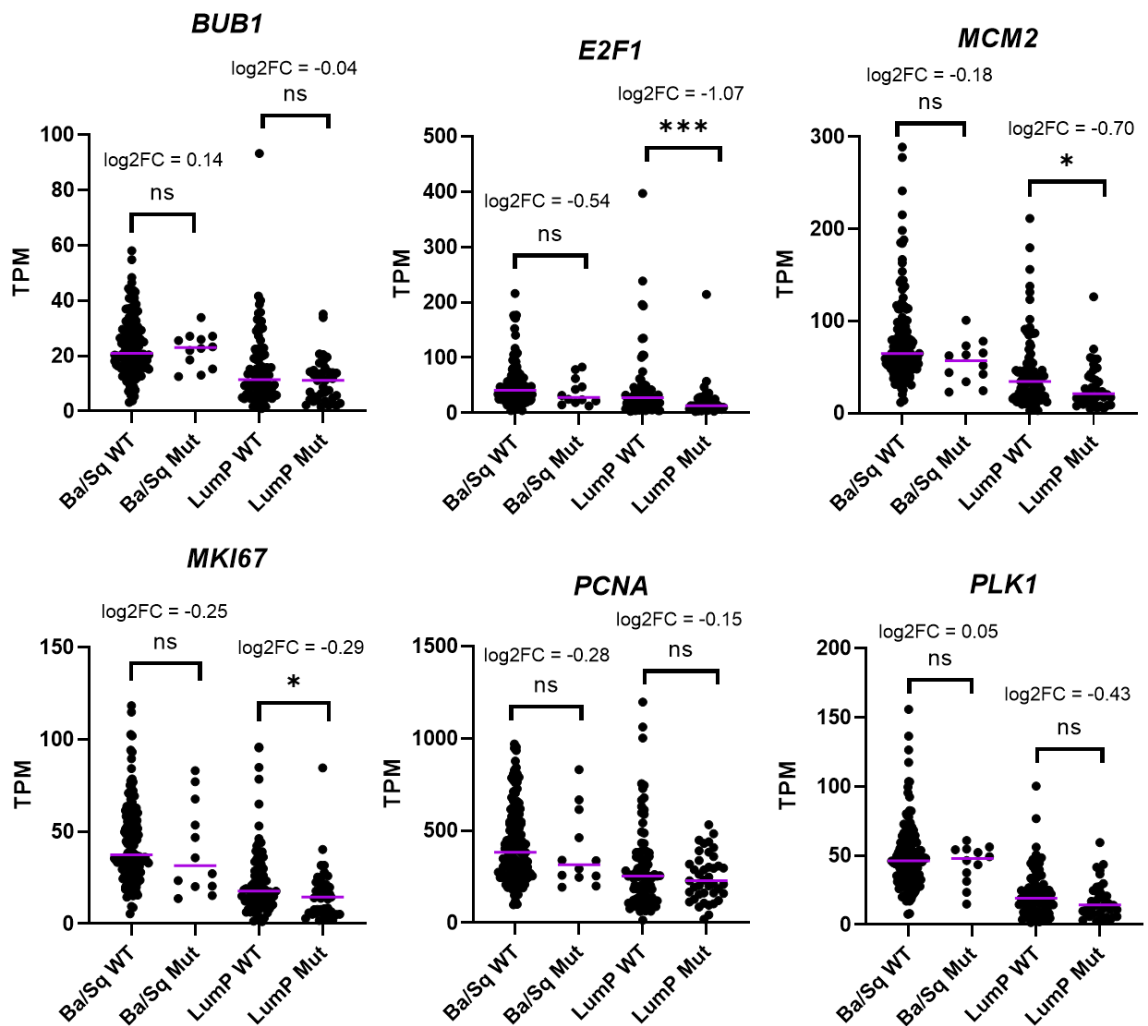 BUB1
log2FC = -0.04
ns
log2FC = 0.14
ns
TPM
100
80
60
40
20
0
Ba/Sq WT
Ba/Sq Mut
LumP WT
LumP Mut
E2F1
log2FC = -1.07
***
log2FC = -0.54
ns
TPM
500
400
300
200
100
0
Ba/Sq WT
Ba/Sq Mut
LumP WT
LumP Mut
MCM2
log2FC = -0.18
ns
log2FC = -0.70
*
TPM
300
200
100
0
Ba/Sq WT
Ba/Sq Mut
LumP WT
LumP Mut
MKI67
log2FC = -0.25
ns
log2FC = -0.29
*
TPM
150
100
50
0
Ba/Sq WT
Ba/Sq Mut
LumP WT
LumP Mut
PCNA
log2FC = -0.15
ns
log2FC = -0.28
ns
TPM
1500
1000
500
0
Ba/Sq WT
Ba/Sq Mut
LumP WT
LumP Mut
PLK1
log2FC = 0.05
ns
log2FC = -0.43
ns
TPM
200
150
100
50
0
Ba/Sq WT
Ba/Sq Mut
LumP WT
LumP Mut